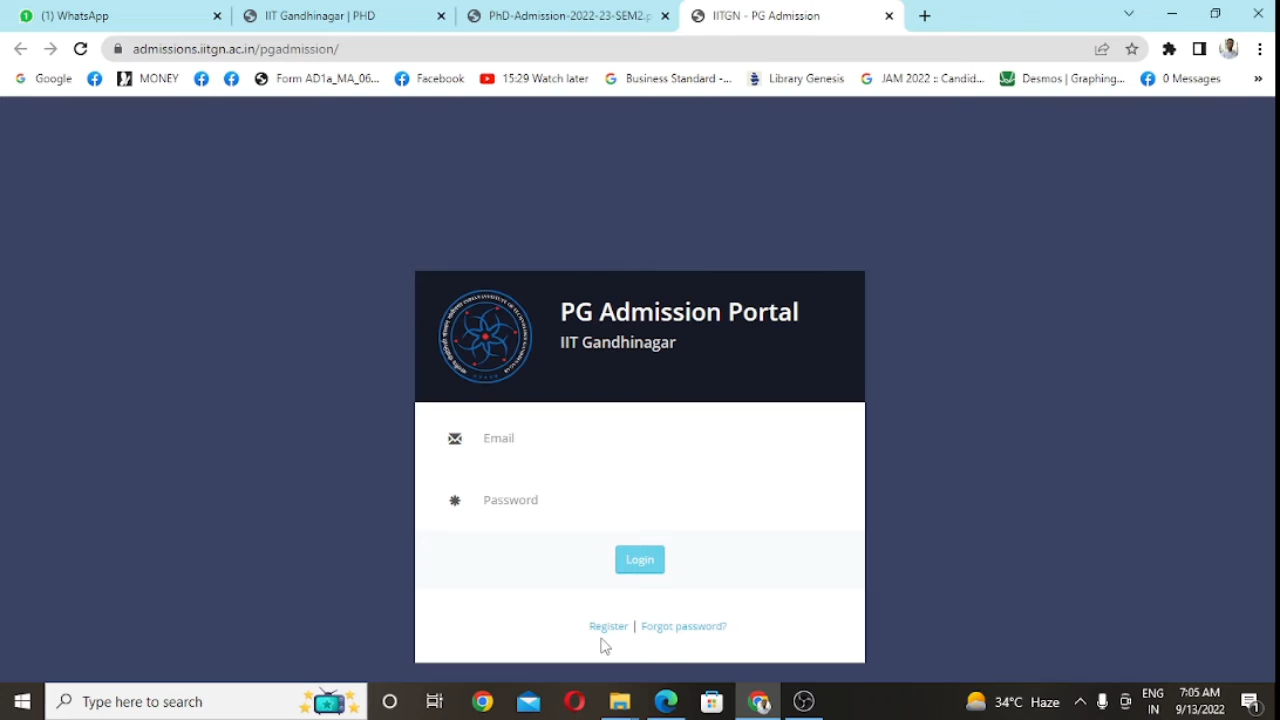 (1) WhatsApp
IIT Gandhinagar | PHD
PhD-Admission-2022-23-SEM2.p
IITGN - PG Admission
admissions.iitgn.ac.in/pgadmission/
Google
MONEY
Form AD1a_MA_06...
Facebook
15:29 Watch later
Business Standard -...
Library Genesis
JAM 2022 :: Candid...
Desmos | Graphing...
0 Messages
»
PG Admission Portal
IIT Gandhinagar
Email
Password
Login
Register | Forgot password?
Type here to search
34°C Haze
ENG
IN
7:05 AM
9/13/2022
1